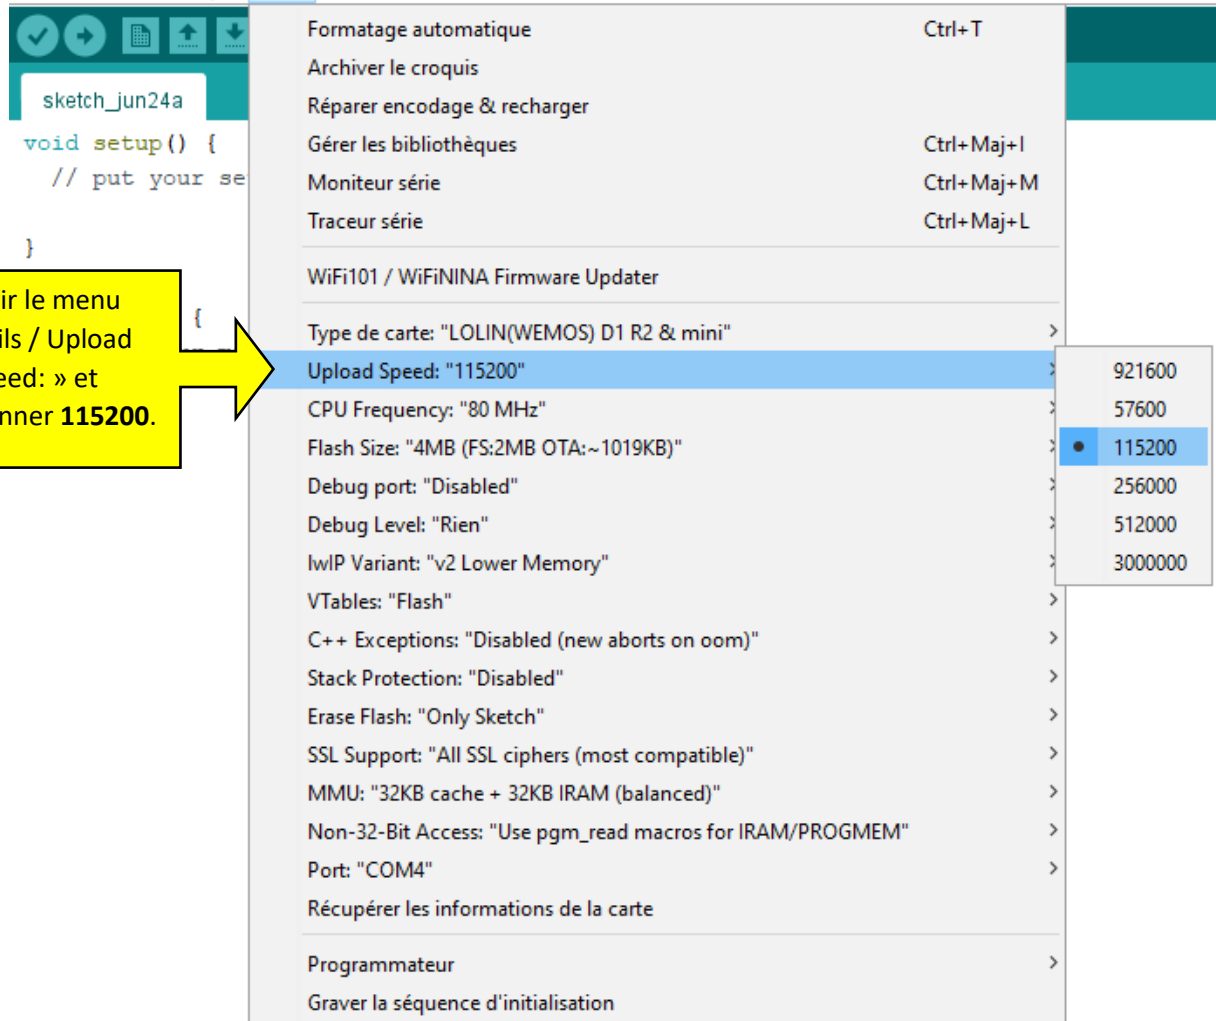 Formatage automatique Ctrl+T
Archiver le croquis
sketch_jun24a
Réparer encodage & recharger
void setup() {
Gérer les bibliothèques Ctrl+Maj+I
// put your se
Moniteur série Ctrl+Maj+M
Traceur série Ctrl+Maj+L
}
WiFi101 / WiFiNINA Firmware Updater
ir le menu
ils / Upload
eed: » et
nner 115200.
{
Type de carte: "LOLIN(WEMOS) D1 R2 & mini"
Upload Speed: "115200"
CPU Frequency: "80 MHz"
Flash Size: "4MB (FS:2MB OTA:~1019KB)"
Debug port: "Disabled"
Debug Level: "Rien"
lwIP Variant: "v2 Lower Memory"
VTables: "Flash"
C++ Exceptions: "Disabled (new aborts on oom)"
Stack Protection: "Disabled"
Erase Flash: "Only Sketch"
SSL Support: "All SSL ciphers (most compatible)"
MMU: "32KB cache + 32KB IRAM (balanced)"
Non-32-Bit Access: "Use pgm_read macros for IRAM/PROGMEM"
Port: "COM4"
Récupérer les informations de la carte
Programmateur
Graver la séquence d'initialisation
921600
57600
115200
256000
512000
3000000